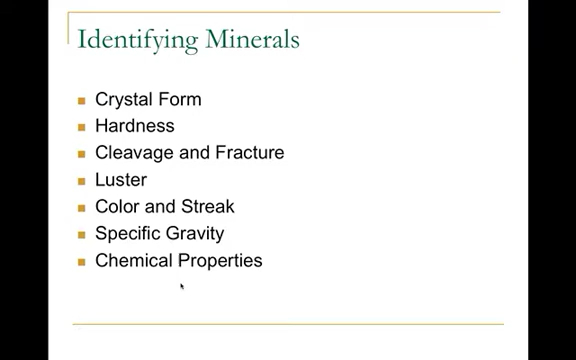 Identifying Minerals
Crystal Form
Hardness
Cleavage and Fracture
Luster
Color and Streak
Specific Gravity
Chemical Properties